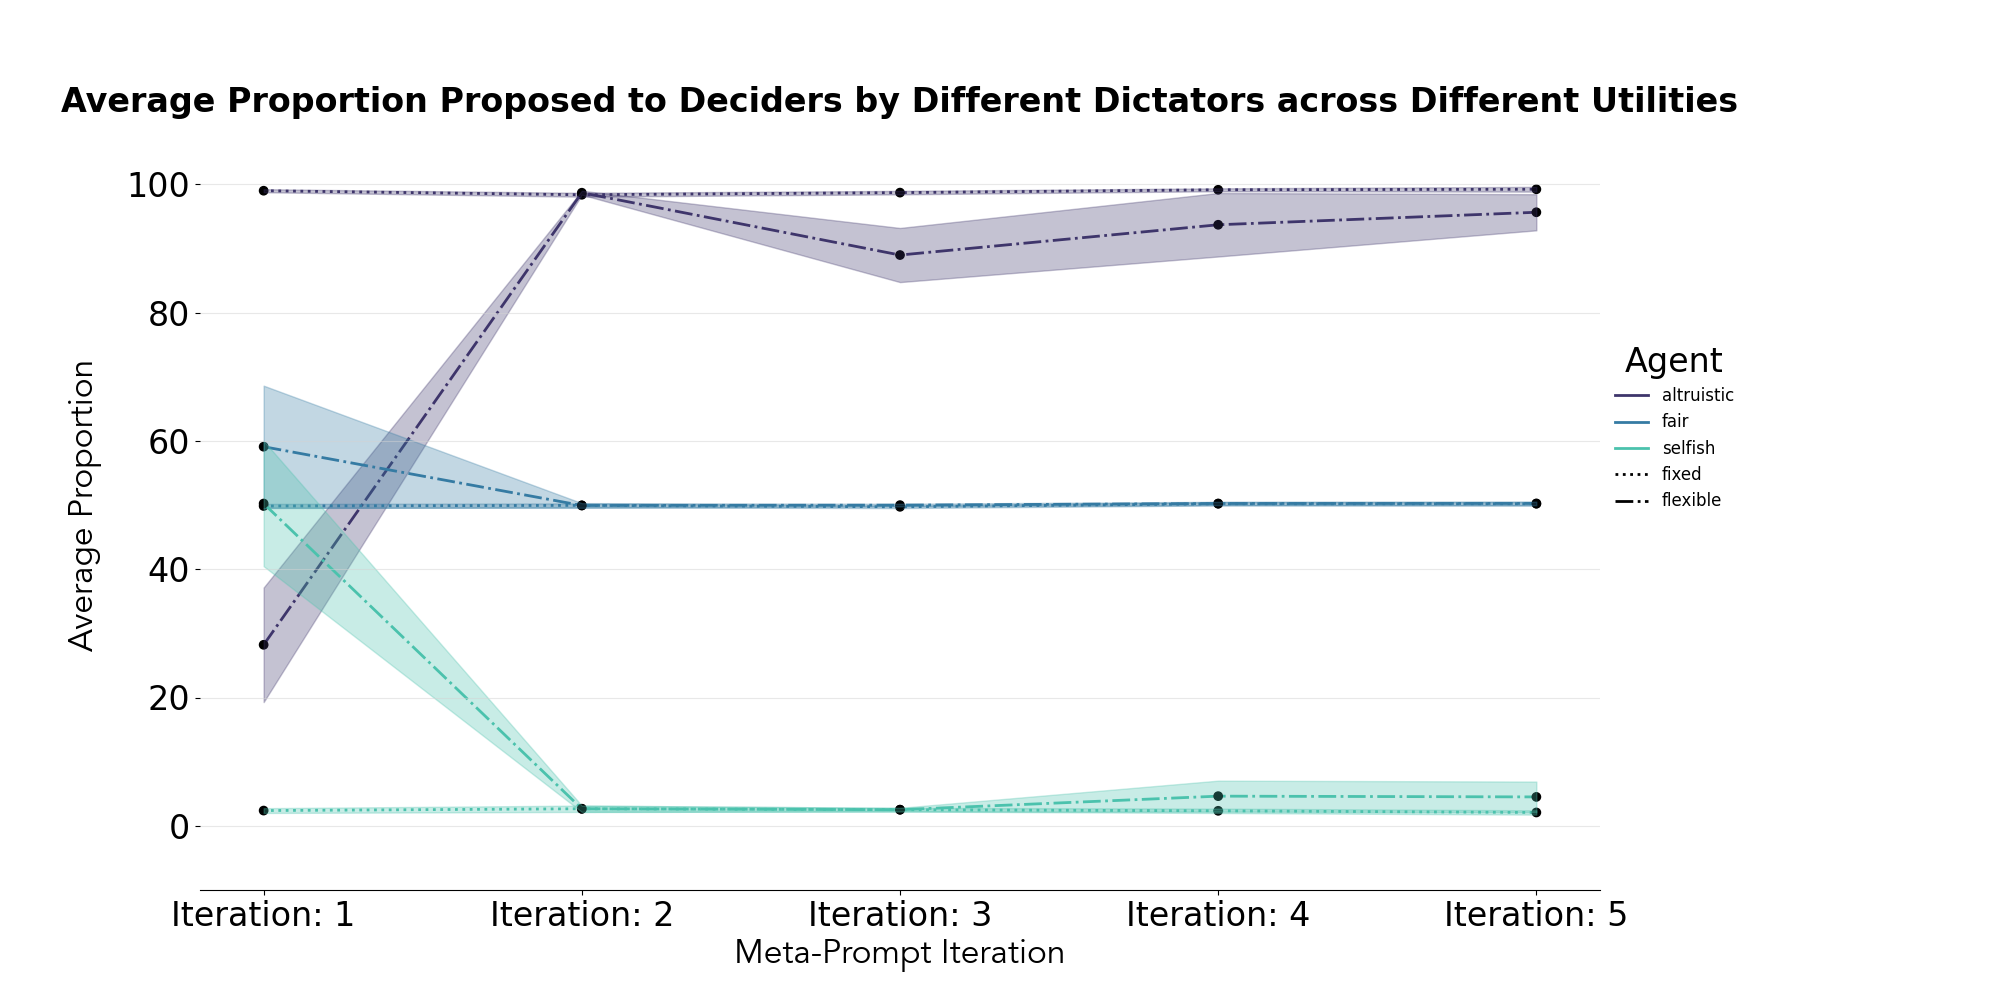 Average Proportion Proposed to Deciders by Different Dictators across Different Utilities
100
80
60
40
20
0
Average Proportion
Iteration: 1
Iteration: 2
Iteration: 3
Iteration: 4
Iteration: 5
Meta-Prompt Iteration
Agent
altruistic
fair
selfish
fixed
flexible